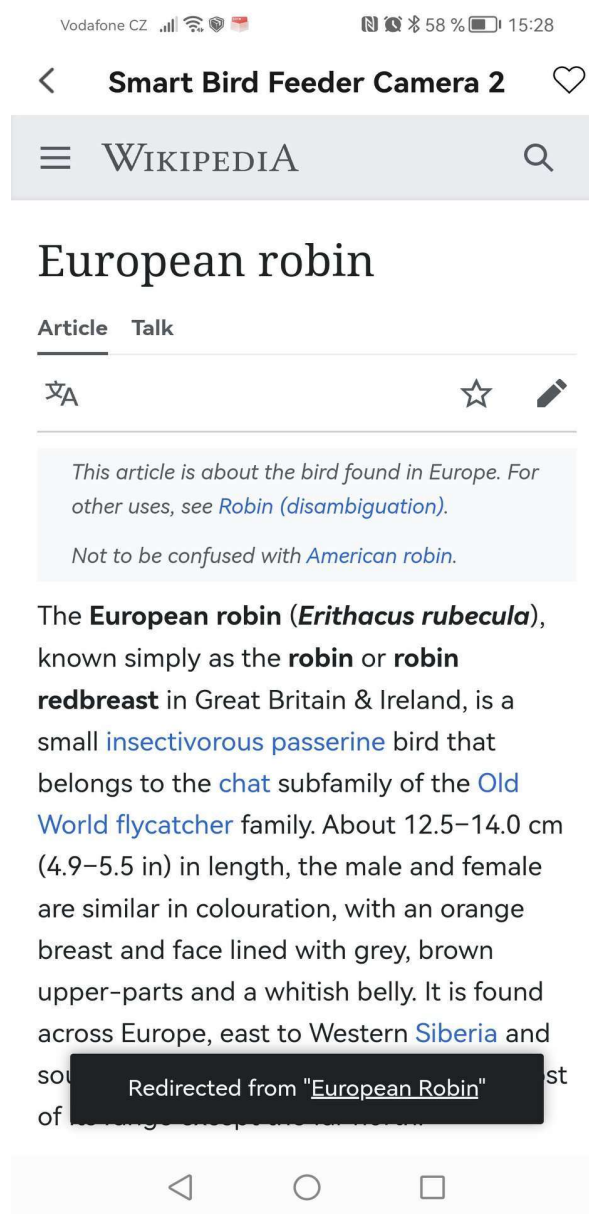 Vodafone CZ 58 % 15:28
Smart Bird Feeder Camera 2
WIKIPEDIA
European robin
Article Talk
文A
This article is about the bird found in Europe. For
other uses, see Robin (disambiguation).
Not to be confused with American robin.
The European robin (Erithacus rubecula),
known simply as the robin or robin
redbreast in Great Britain & Ireland, is a
small insectivorous passerine bird that
belongs to the chat subfamily of the Old
World flycatcher family. About 12.5–14.0 cm
(4.9–5.5 in) in length, the male and female
are similar in colouration, with an orange
breast and face lined with grey, brown
upper-parts and a whitish belly. It is found
across Europe, east to Western Siberia and
Redirected from "European Robin"
of